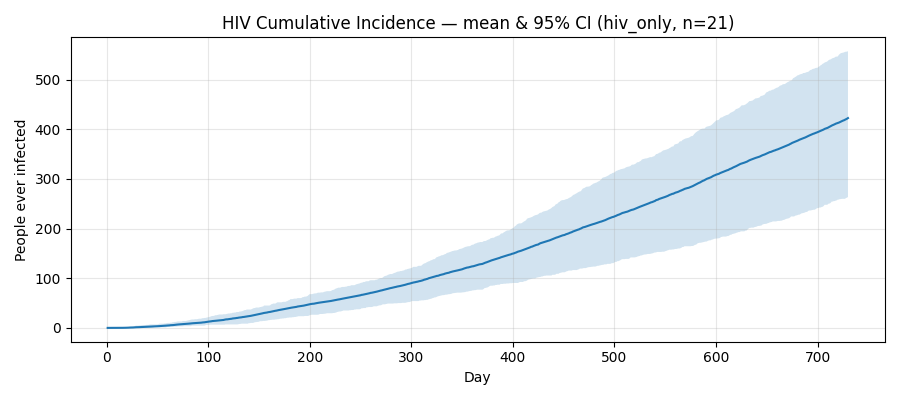 HIV Cumulative Incidence — mean & 95% CI (hiv_only, n=21)
People ever infected
500
400
300
200
100
0
0 100 200 300 400 500 600 700
Day